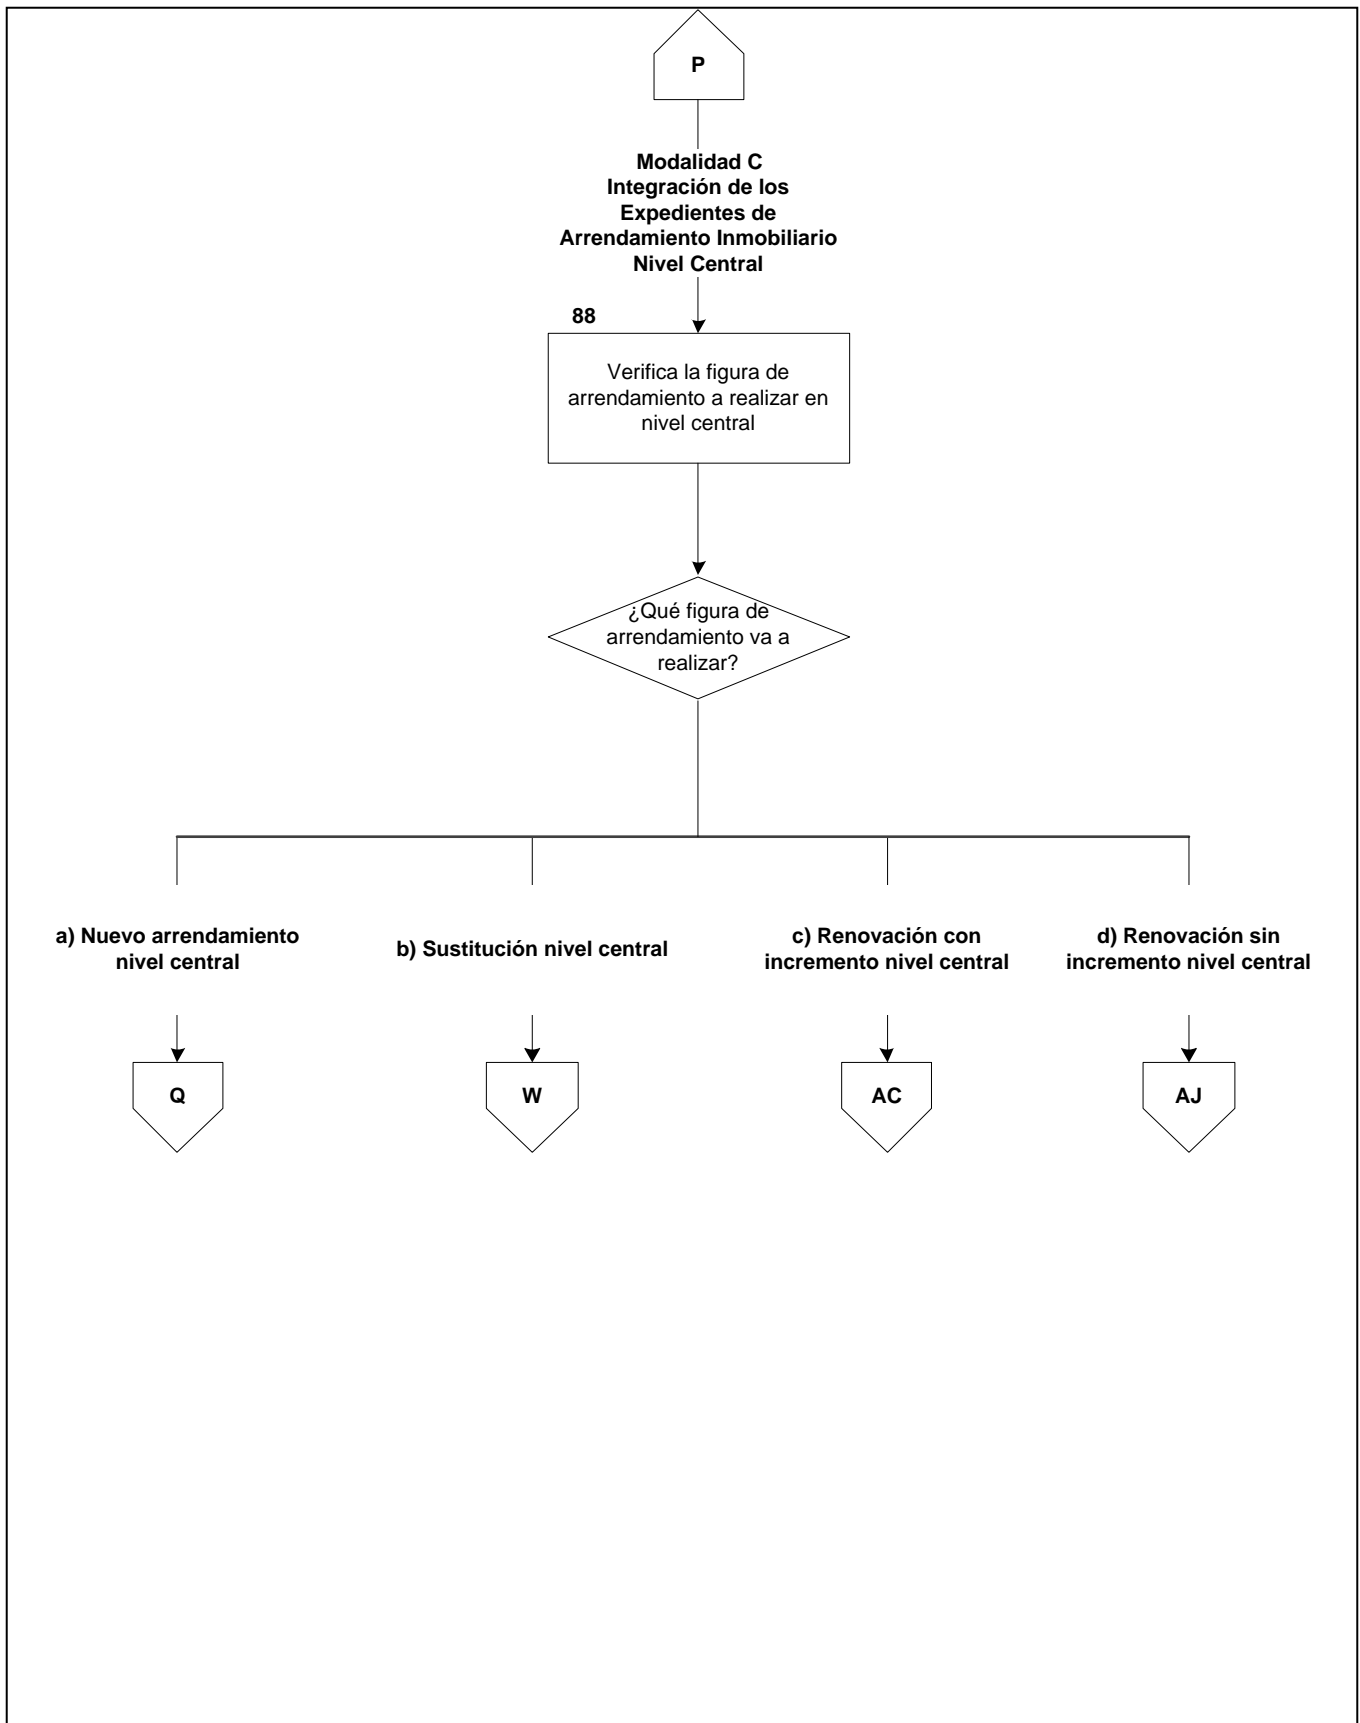 P
Modalidad C
Integración de los
Expedientes de
Arrendamiento Inmobiliario
Nivel Central
88
Verifica la figura de
arrendamiento a realizar en
nivel central
¿Qué figura de
arrendamiento va a
realizar?
a) Nuevo arrendamiento
nivel central
b) Sustitución nivel central
c) Renovación con
incremento nivel central
d) Renovación sin
incremento nivel central
Q
W
AC
AJ